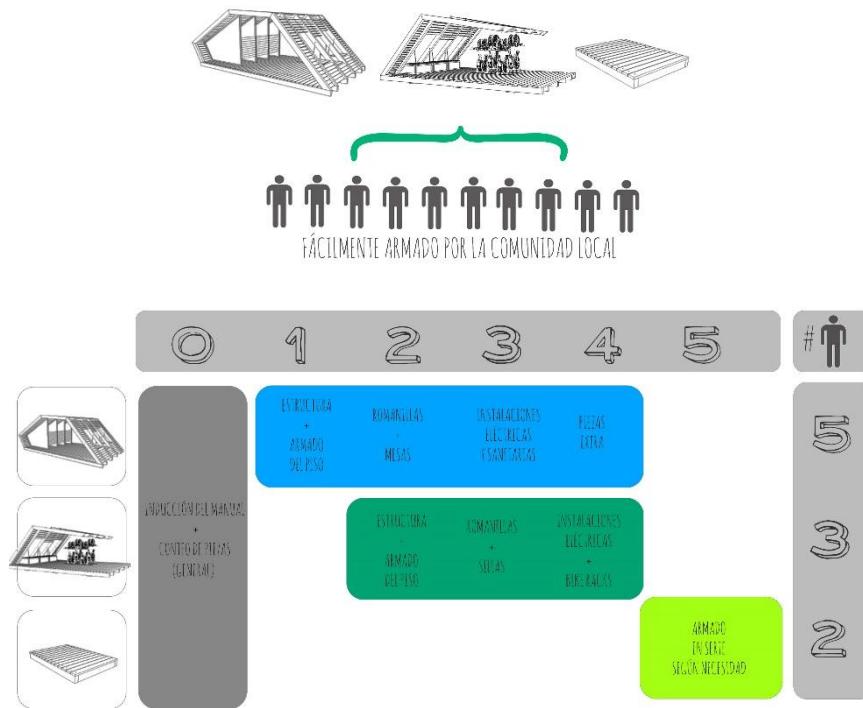 FÁCILMENTE ARMADO POR LA COMUNIDAD LOCAL
0 1 2 3 4 5 #
INDUCCIÓN DEL MANUAL
+
CONTEO DE PIEZAS
(GENERAL)
ESTRUCTURA
+
ARMADO
DEL PISO
ROMANILLAS
+
MESAS
INSTALACIONES
ELÉCTRICAS
Y SANITARIAS
PIEZAS
EXTRA
5
ESTRUCTURA
+
ARMADO
DEL PISO
ROMANILLAS
+
SILLAS
INSTALACIONES
ELÉCTRICAS
+
BIKE RACKS
3
ARMADO
EN SERIE
SEGÚN NECESIDAD
2